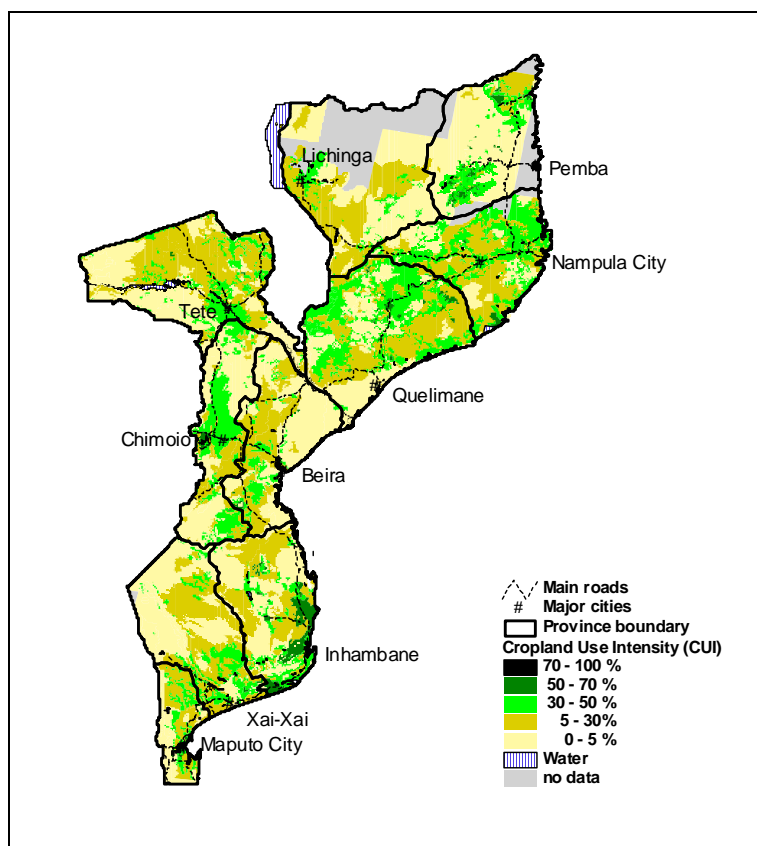 Lichinga
#
Pemba
Nampula City
#
Tete
#
Quelimane
#
Chimoio
#
Beira
Inhambane
Xai-Xai
Maputo City
Main roads
# Major cities
Province boundary
Cropland Use Intensity (CUI)
70 - 100 %
50 - 70 %
30 - 50 %
5 - 30%
0 - 5 %
Water
no data